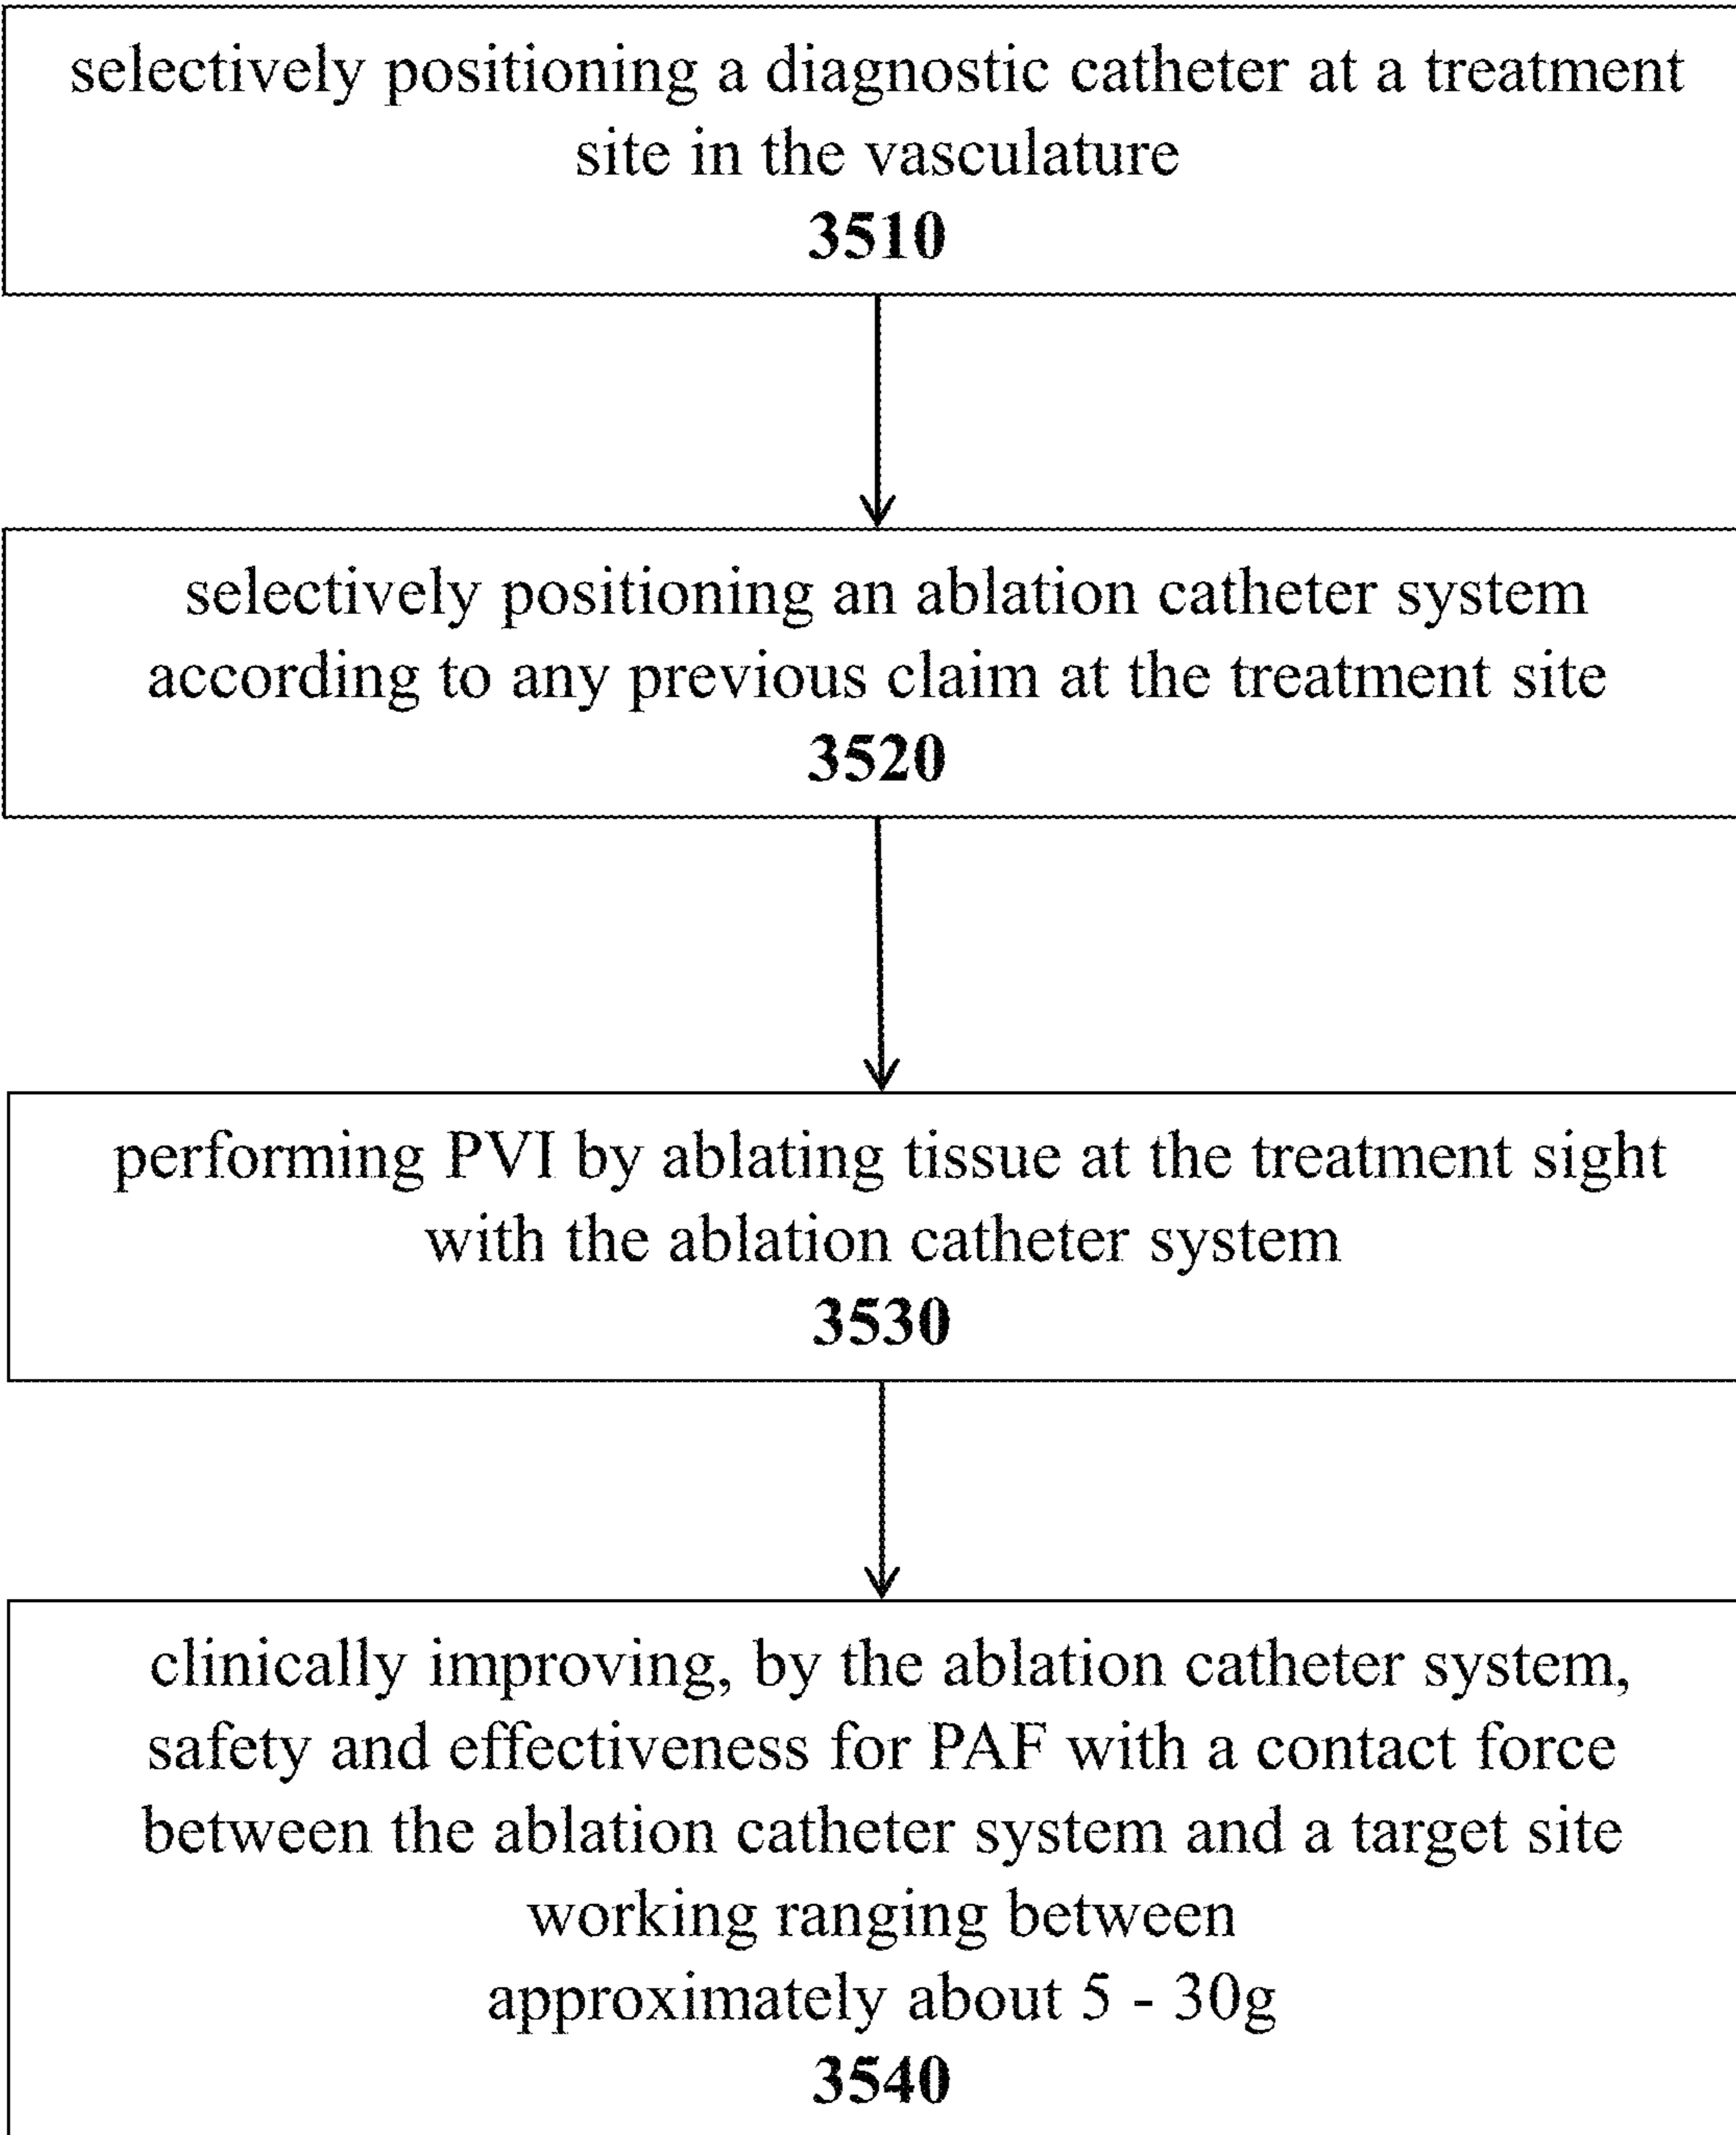 selectively positioning a diagnostic catheter at a treatment
site in the vasculature
3510
selectively positioning an ablation catheter system
according to any previous claim at the treatment site
3520
performing PVI by ablating tissue at the treatment sight
with the ablation catheter system
3530
clinically improving, by the ablation catheter system,
safety and effectiveness for PAF with a contact force
between the ablation catheter system and a target site
working ranging between
approximately about 5 - 30g
3540